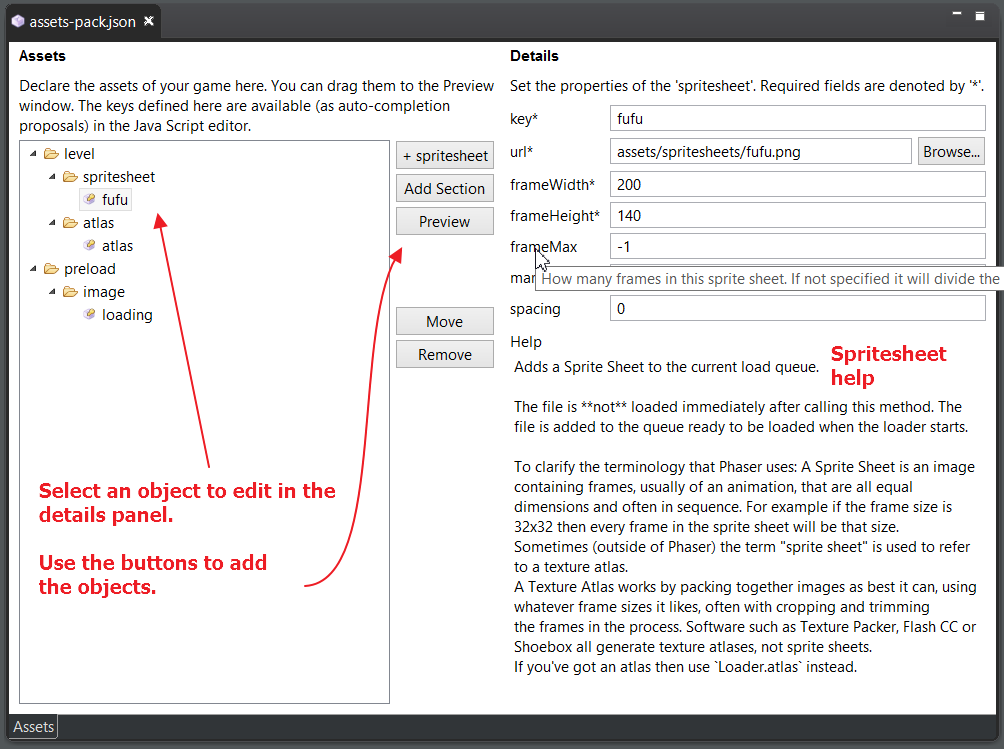 assets-pack.json
Assets
Declare the assets of your game here. You can drag them to the Preview
window. The keys defined here are available (as auto-completion
proposals) in the Java Script editor.
level
spritesheet
fufu
atlas
atlas
preload
image
loading
+ spritesheet
Add Section
Preview
Move
Remove
Select an object to edit in the
details panel.
Use the buttons to add
the objects.
Details
Set the properties of the 'spritesheet'. Required fields are denoted by '*'.
key* fufu
url* assets/spritesheets/fufu.png Browse...
frameWidth* 200
frameHeight* 140
frameMax -1
How many frames in this sprite sheet. If not specified it will divide the
spacing 0
Help
Spritesheet
help
Adds a Sprite Sheet to the current load queue.
The file is **not** loaded immediately after calling this method. The
file is added to the queue ready to be loaded when the loader starts.
To clarify the terminology that Phaser uses: A Sprite Sheet is an image
containing frames, usually of an animation, that are all equal
dimensions and often in sequence. For example if the frame size is
32x32 then every frame in the sprite sheet will be that size.
Sometimes (outside of Phaser) the term "sprite sheet" is used to refer
to a texture atlas.
A Texture Atlas works by packing together images as best it can, using
whatever frame sizes it likes, often with cropping and trimming
the frames in the process. Software such as Texture Packer, Flash CC or
Shoebox all generate texture atlases, not sprite sheets.
If you've got an atlas then use `Loader.atlas` instead.
Assets